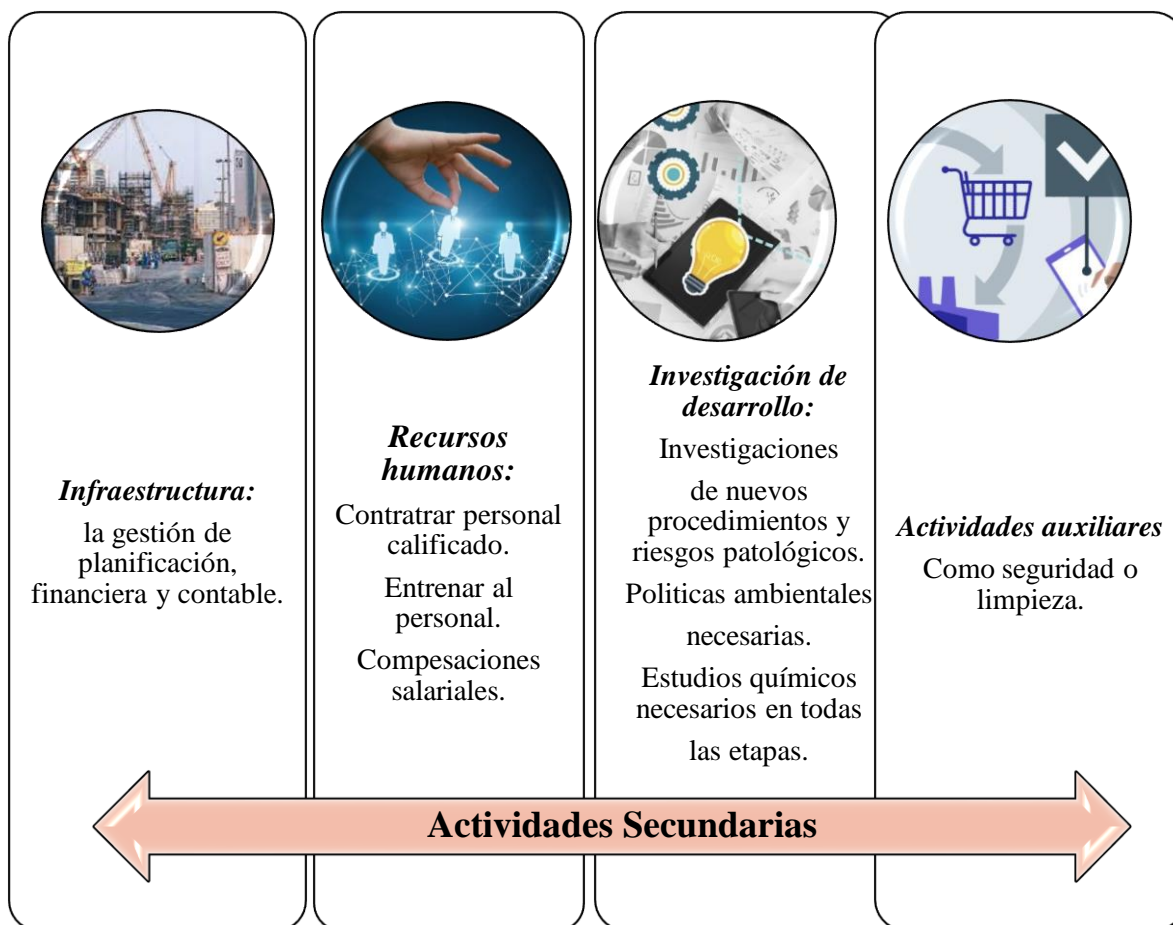 Infraestructura:
la gestión de
planificación,
financiera y contable.
Recursos
humanos:
Contratrar personal
calificado.
Entrenar al
personal.
Compesaciones
salariales.
Investigación de
desarrollo:
Investigaciones
de nuevos
procedimientos y
riesgos patológicos.
Politicas ambientales
necesarias.
Estudios químicos
necesarios en todas
las etapas.
Actividades auxiliares
Como seguridad o
limpieza.
Actividades Secundarias